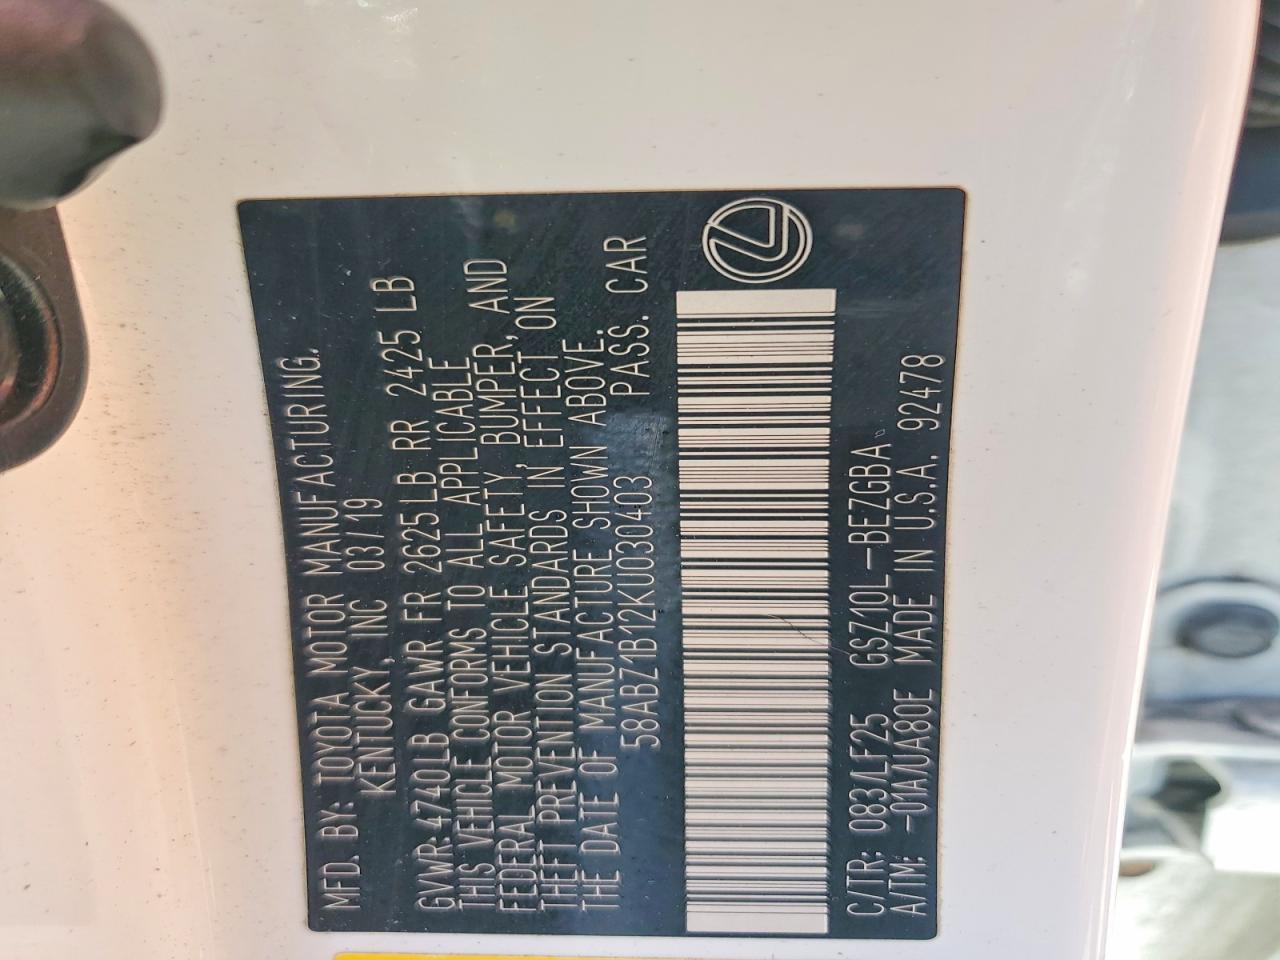 MFD. BY: TOYOTA MOTOR MANUFACTURING,
KENTUCKY, INC 03/19
GVWR:4740LB GAWR FR 2625LB RR 2425 LB
THIS VEHICLE CONFORMS TO ALL APPLICABLE
FEDERAL MOTOR VEHICLE SAFETY, BUMPER, AND
THEFT PREVENTION STANDARDS IN EFFECT ON
THE DATE OF MANUFACTURE SHOWN ABOVE.
58ABZ1B12KU030403 PASS. CAR
C/TR: 083/LF25 GSZ10L-BEZGBA
A/TM: -01A/UA80E MADE IN U.S.A. 92478